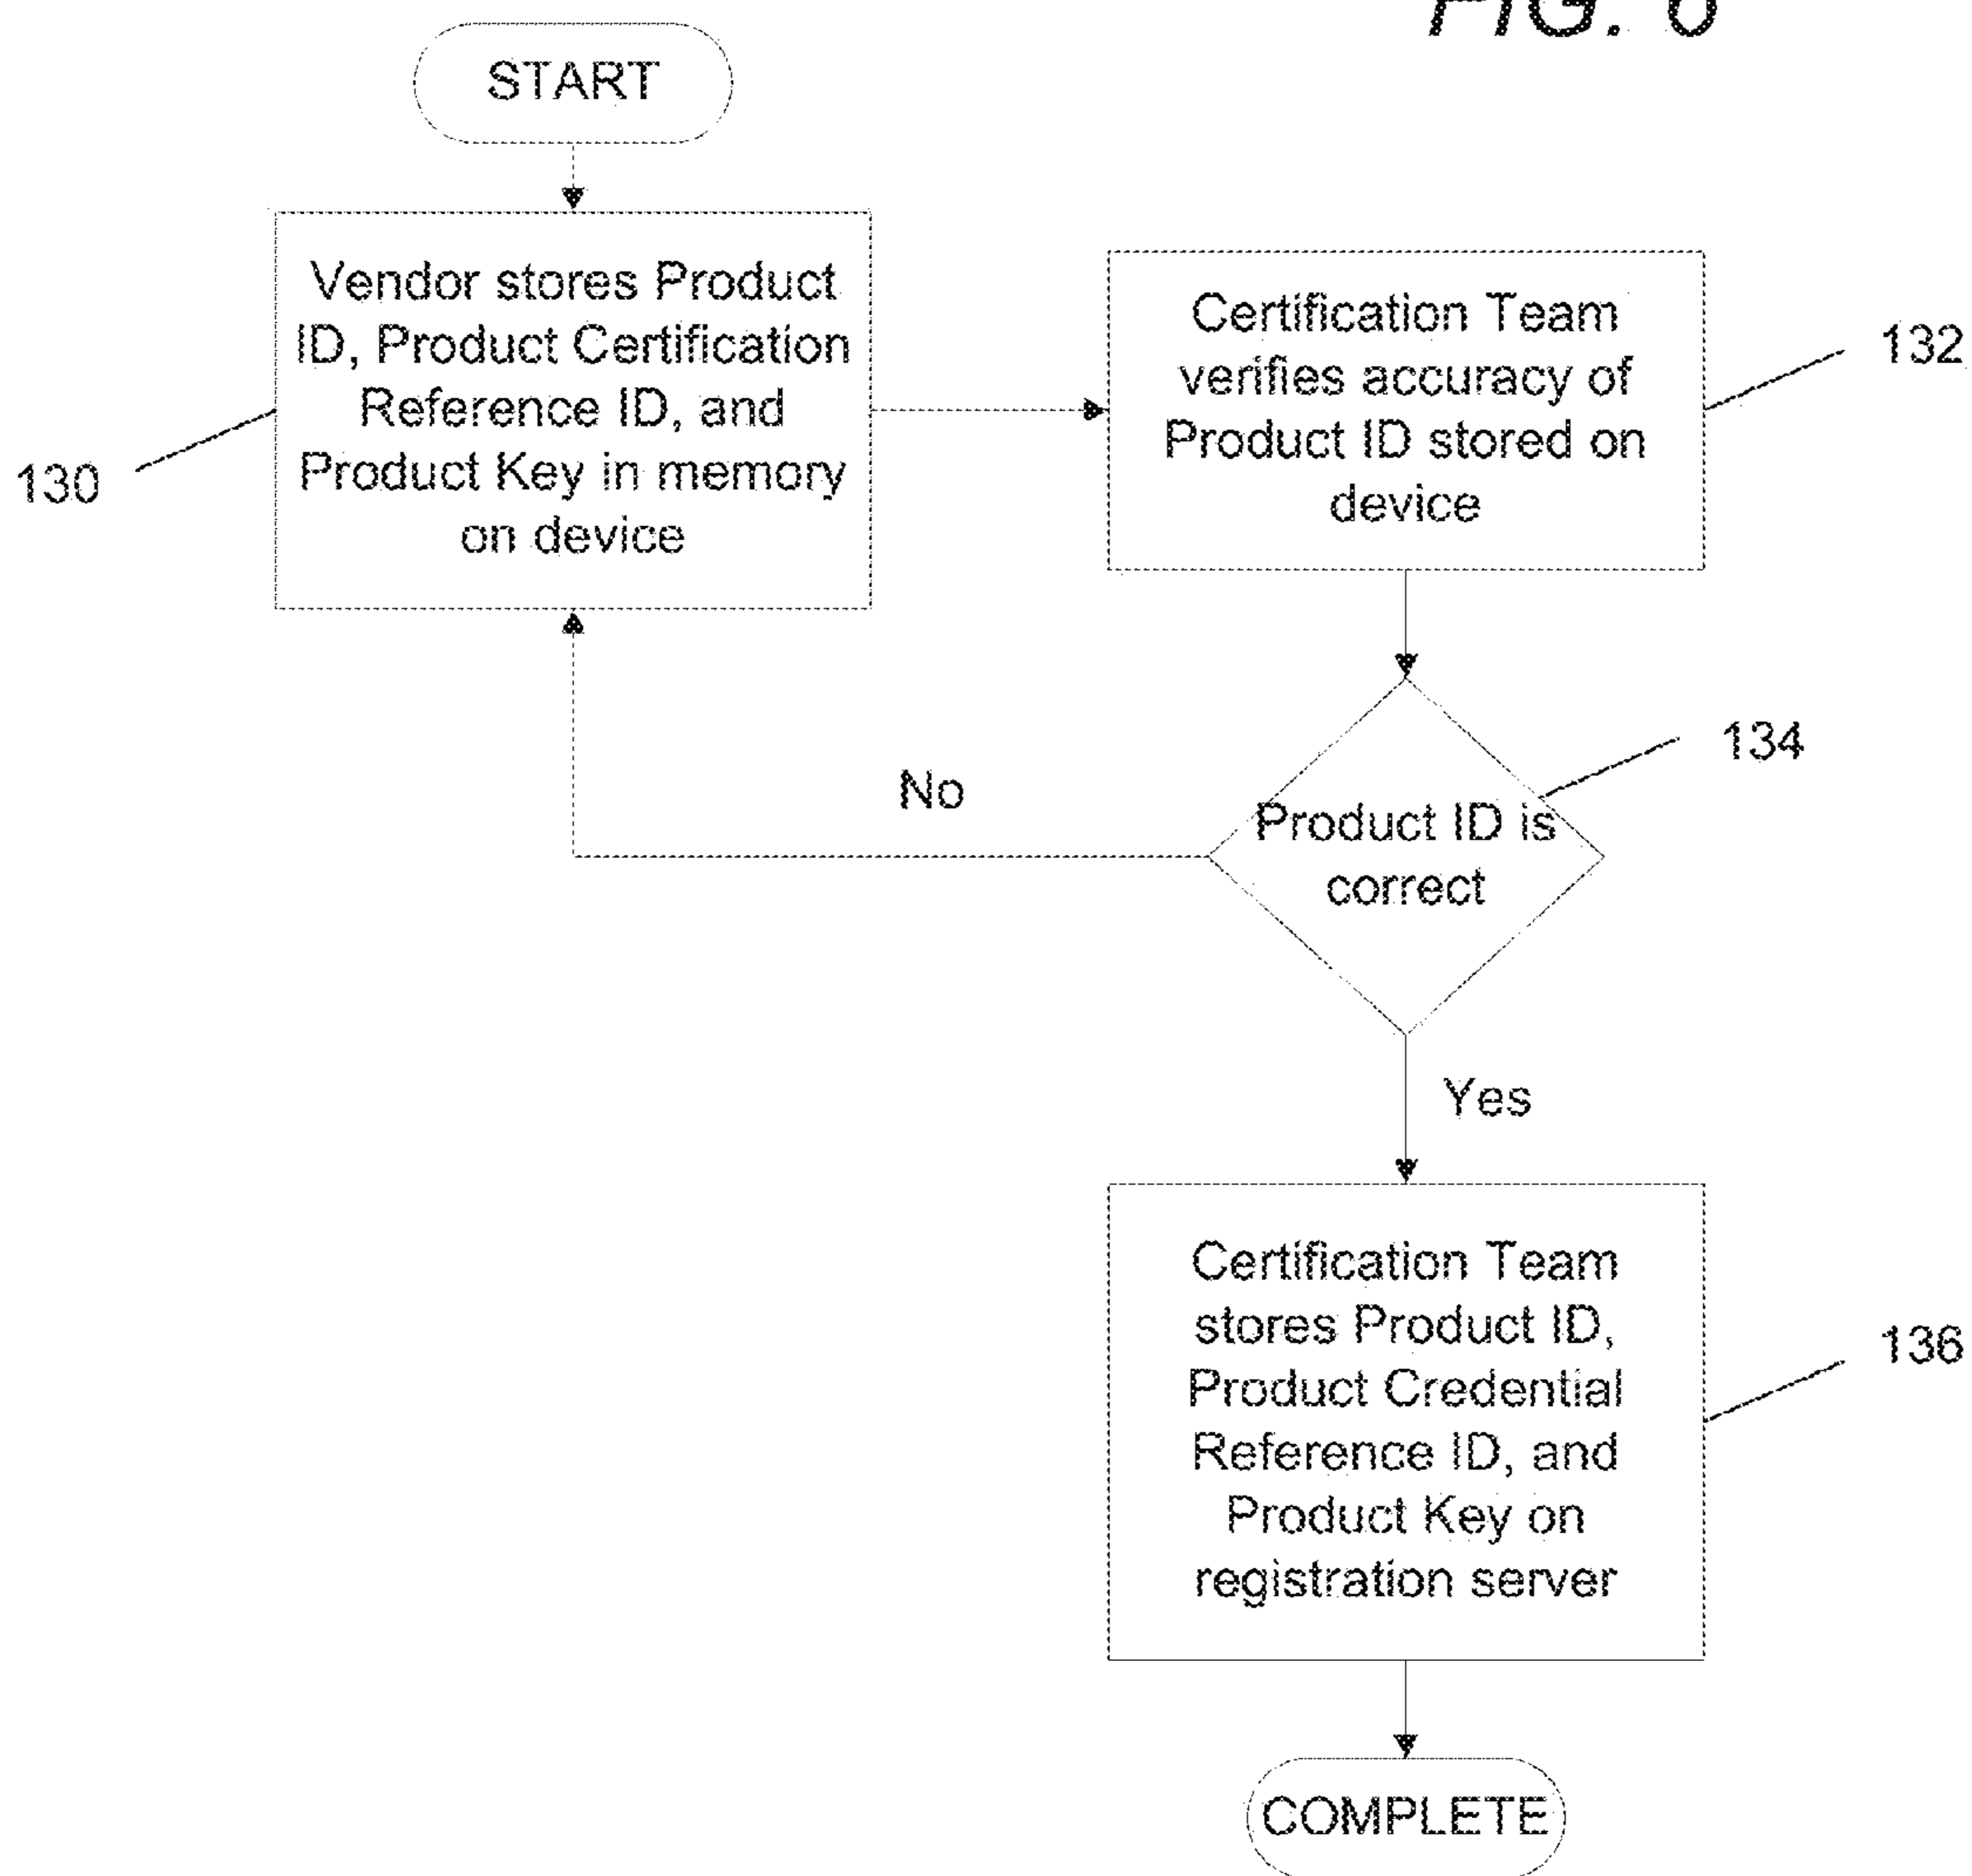 FIG.
START
Vendor stores Product
ID, Product Certification
Reference ID, and
Product Key in memory
on device
130
Certification Team
verifies accuracy of
Product ID stored on
device
132
134
No
Product ID is
correct
Yes
Certification Team
stores Product ID,
Product Credential
Reference ID, and
Product Key on
registration server
136
COMPLETE